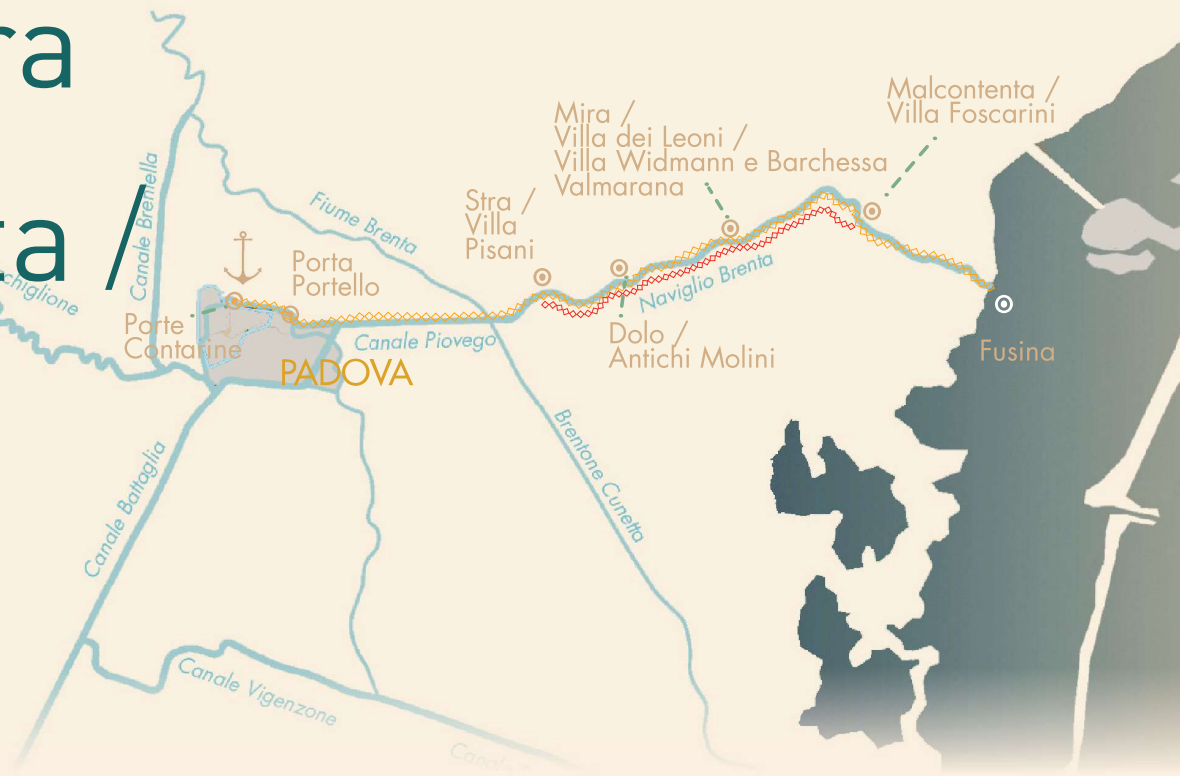 ra
ta /
Malcontenta /
Villa Foscarini
Mira /
Villa dei Leoni /
Villa Widmann e Barchessa
Valmarana
Stra /
Villa
Pisani
Canale Breniella
Fiume Brenta
Porta
Portello
chiglione
Porte
Contarine
PADOVA
Canale Piovego
Naviglio Brenta
Dolo /
Antichi Molini
Fusina
Brentone Cunetta
Canale Battaglia
Canale Vigenzone